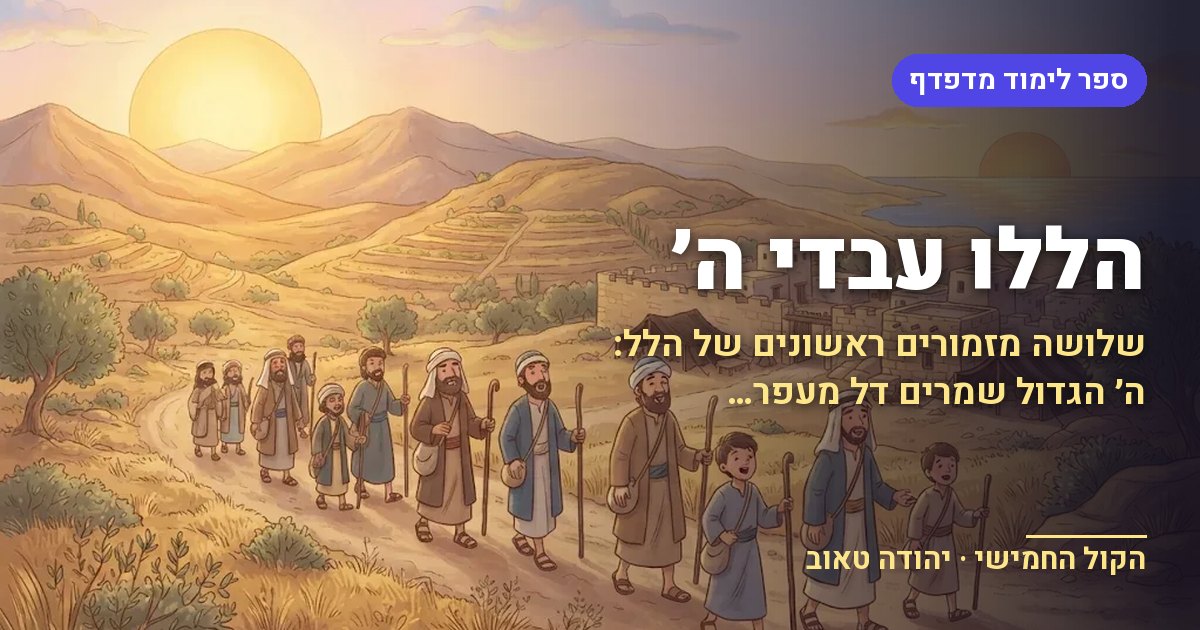 ספר לימוד מדפדף
הללו עבדי ה׳
שלושה מזמורים ראשונים של הלל:
ה׳ הגדול שמרים דל מעפר...
הקול החמישי · יהודה טאוב